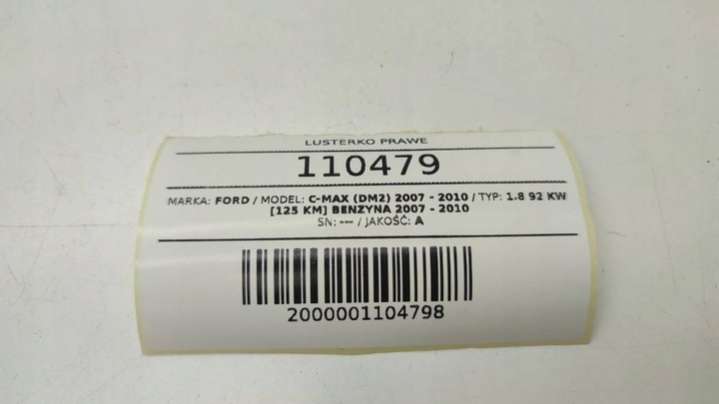 LUSTERKO PRAWE
110479
MARKA: FORD / MODEL: C-MAX (DM2) 2007 - 2010 / TYP: 1.8 92 KW
[125 KM] BENZYNA 2007 - 2010
SN: --- / JAKOŚĆ: A
2000001104798